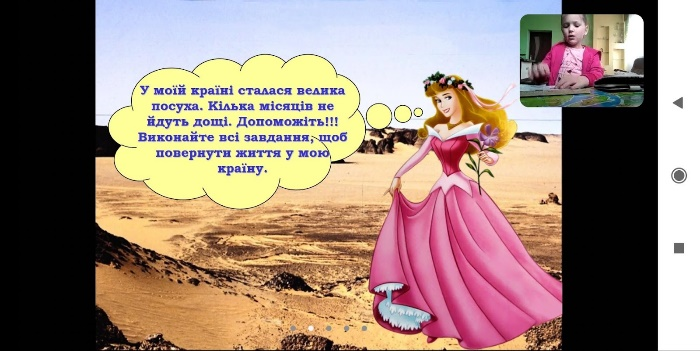 У моїй країні сталася велика
посуха. Кілька місяців не
йдуть дощі. Допоможіть!!!
Виконайте всі завдання, щоб
повернути життя у мою
країну.